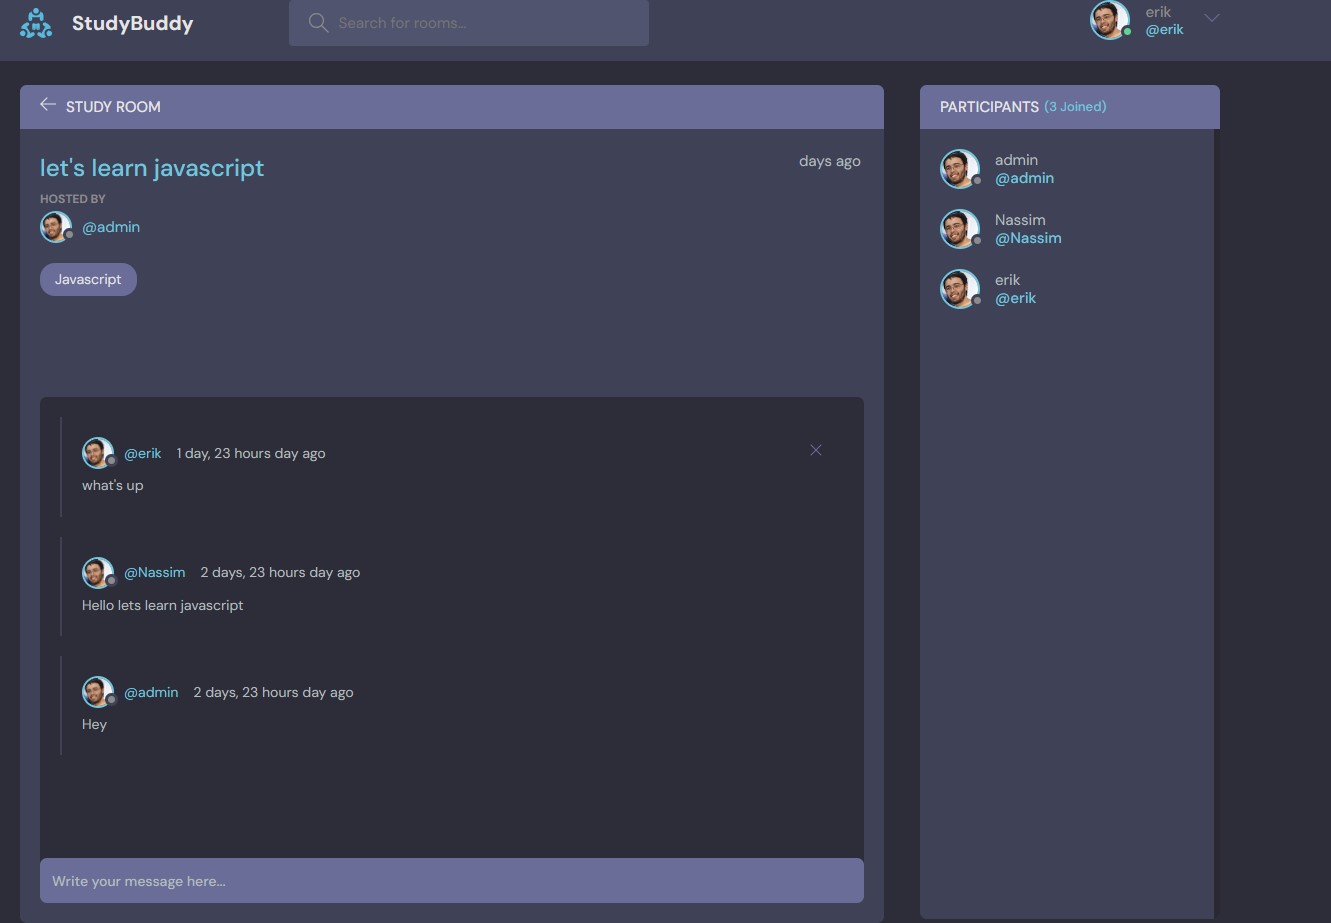 StudyBuddy
Search for rooms...
erik
@erik
STUDY ROOM
let's learn javascript
days ago
HOSTED BY
@admin
Javascript
@erik 1 day, 23 hours day ago
what's up
@Nassim 2 days, 23 hours day ago
Hello lets learn javascript
@admin 2 days, 23 hours day ago
Hey
Write your message here...
PARTICIPANTS (3 Joined)
admin
@admin
Nassim
@Nassim
erik
@erik